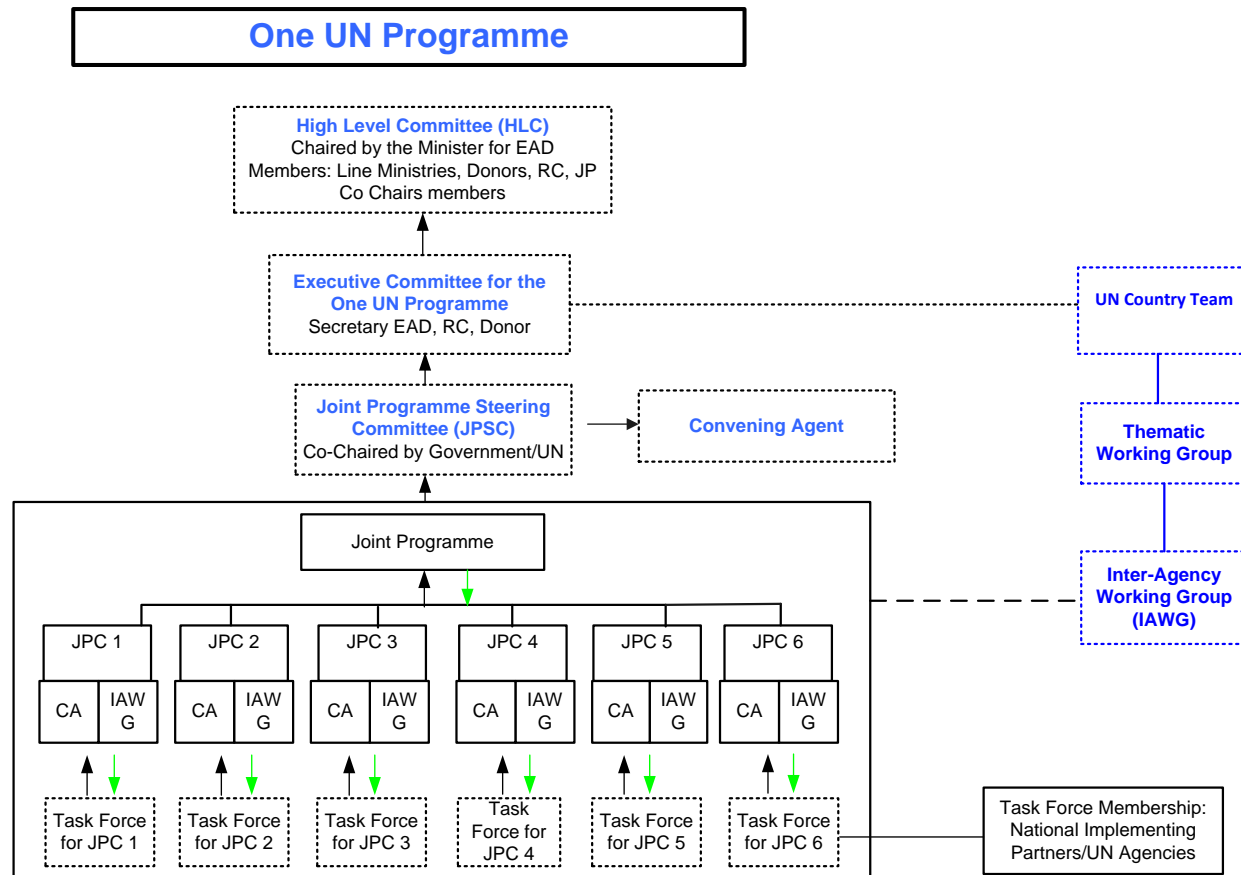 One UN Programme
High Level Committee (HLC)
Chaired by the Minister for EAD
Members: Line Ministries, Donors, RC, JP
Co Chairs members
Executive Committee for the
One UN Programme
Secretary EAD, RC, Donor
UN Country Team
Joint Programme Steering
Committee (JPSC)
Co-Chaired by Government/UN
Convening Agent
Thematic
Working Group
Joint Programme
Inter-Agency
Working Group
(IAWG)
JPC 1
JPC 2
JPC 3
JPC 4
JPC 5
JPC 6
CA
IAW
G
CA
IAW
G
CA
IAW
G
CA
IAW
G
CA
IAW
G
CA
IAW
G
Task Force
for JPC 1
Task Force
for JPC 2
Task Force
for JPC 3
Task
Force for
JPC 4
Task Force
for JPC 5
Task Force
for JPC 6
Task Force Membership:
National Implementing
Partners/UN Agencies